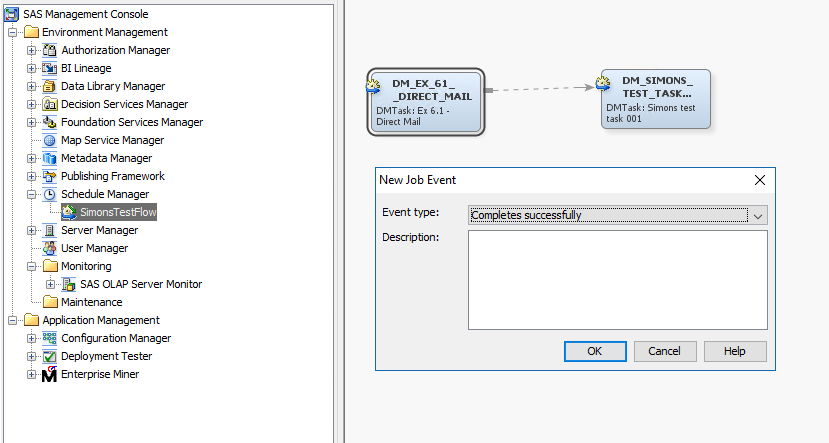 SAS Management Console
Environment Management
Authorization Manager
BI Lineage
Data Library Manager
Decision Services Manager
Foundation Services Manager
Map Service Manager
Metadata Manager
Publishing Framework
Schedule Manager
SimonsTestFlow
Server Manager
User Manager
Monitoring
SAS OLAP Server Monitor
Maintenance
Application Management
Configuration Manager
Deployment Tester
Enterprise Miner
DM_EX_61_
_DIRECT_MAIL
DMTask: Ex 6.1 -
Direct Mail
DM_SIMONS_
TEST_TASK...
DMTask: Simons test
task 001
New Job Event
Event type: Completes successfully
Description:
OK Cancel Help